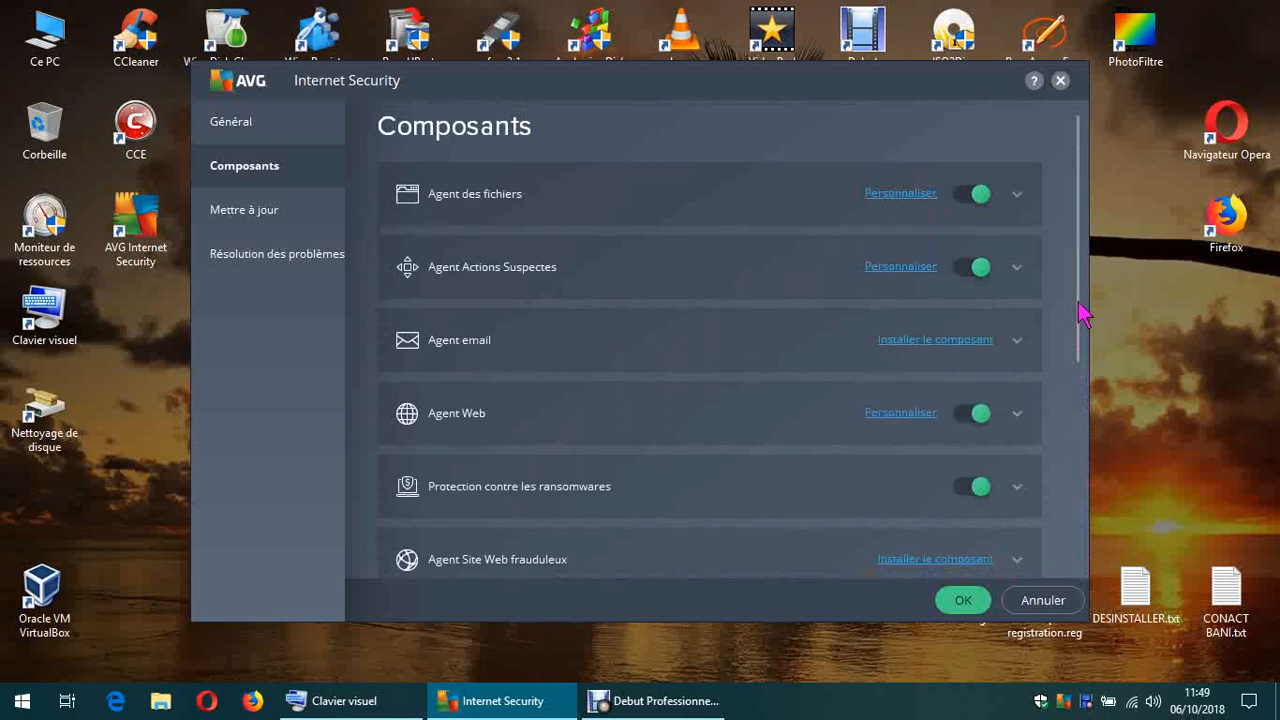 Ce PC
CCleaner
PhotoFiltre
AVG Internet Security
? 
Général
Composants
Mettre à jour
Résolution des problèmes
Composants
Agent des fichiers
Personnaliser
Agent Actions Suspectes
Personnaliser
Agent email
Installer le composant
Agent Web
Personnaliser
Protection contre les ransomwares
Agent Site Web frauduleux
Installer le composant
OK
Annuler
Corbeille
CCE
Moniteur de
ressources
AVG Internet
Security
Clavier visuel
Nettoyage de
disque
Oracle VM
VirtualBox
Navigateur Opera
Firefox
registration.reg
DESINSTALLER.txt
CONACT
BANI.txt
Clavier visuel
Internet Security
Debut Professionne...
11:49
06/10/2018